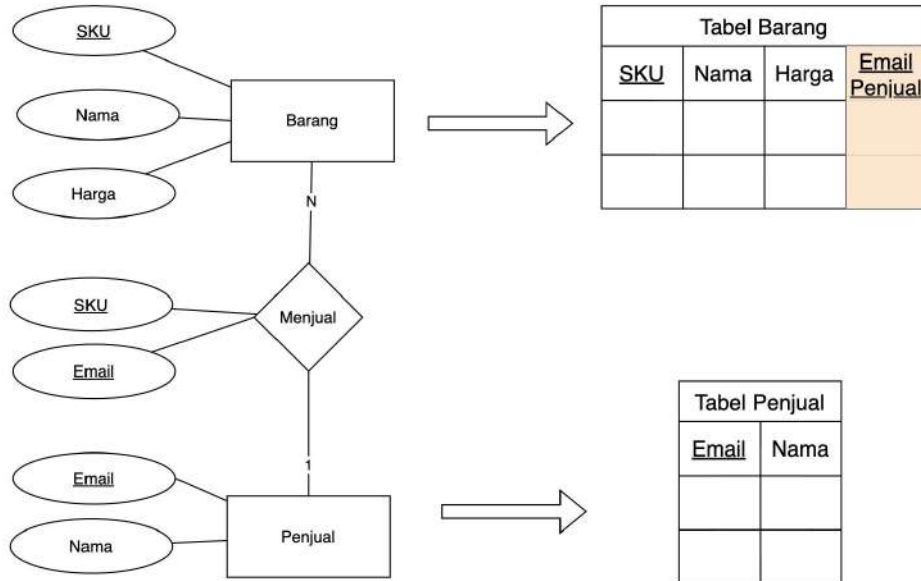 SKU
Nama
Harga
Barang
N
SKU
Email
Menjual
1
Email
Nama
Penjual
Tabel Barang
SKU
Nama
Harga
Email
Penjual
Tabel Penjual
Email
Nama